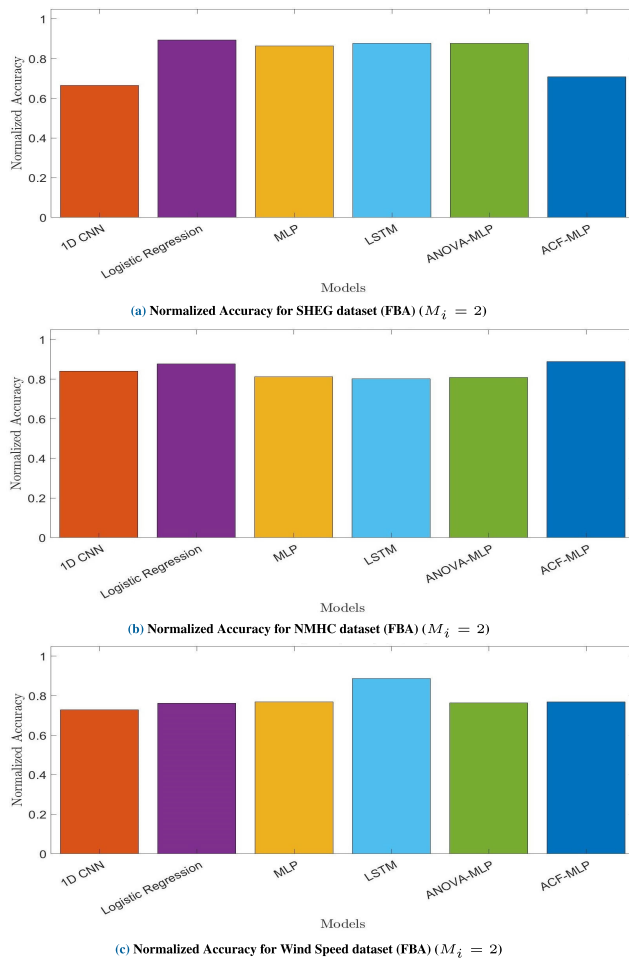 1
0.8
0.6
0.4
0.2
0
Normalized Accuracy
1D CNN
Logistic Regression
MLP
LSTM
ANOVA-MLP
ACF-MLP
Models
(a) Normalized Accuracy for SHEG dataset (FBA) (M_i = 2)
1
0.8
0.6
0.4
0.2
0
Normalized Accuracy
1D CNN
Logistic Regression
MLP
LSTM
ANOVA-MLP
ACF-MLP
Models
(b) Normalized Accuracy for NMHC dataset (FBA) (M_i = 2)
1
0.8
0.6
0.4
0.2
0
Normalized Accuracy
1D CNN
Logistic Regression
MLP
LSTM
ANOVA-MLP
ACF-MLP
Models
(c) Normalized Accuracy for Wind Speed dataset (FBA) (M_i = 2)